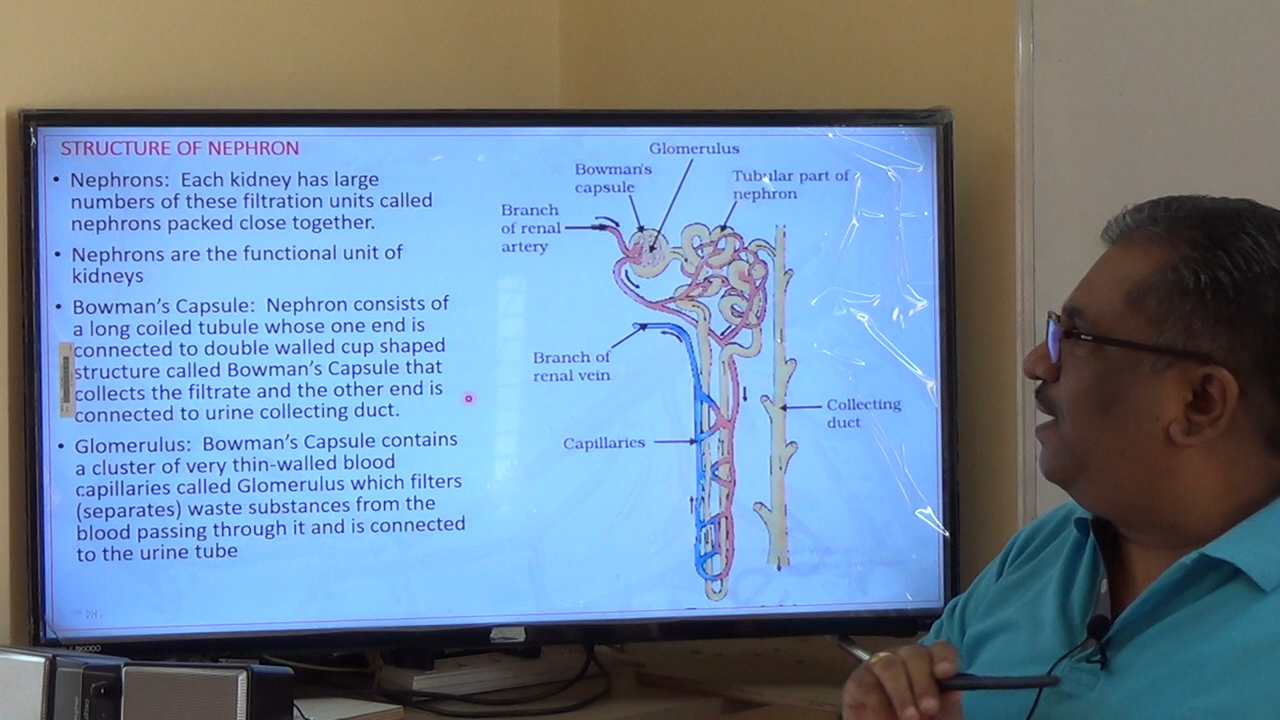 STRUCTURE OF NEPHRON
• Nephrons: Each kidney has large
numbers of these filtration units called
nephrons packed close together.
• Nephrons are the functional unit of
kidneys
• Bowman's Capsule: Nephron consists of
a long coiled tubule whose one end is
connected to double walled cup shaped
structure called Bowman's Capsule that
collects the filtrate and the other end is
connected to urine collecting duct.
• Glomerulus: Bowman's Capsule contains
a cluster of very thin-walled blood
capillaries called Glomerulus which filters
(separates) waste substances from the
blood passing through it and is connected
to the urine tube
Glomerulus
Bowman's
capsule
Tubular part of
nephron
Branch
of renal
artery
Branch of
renal vein
Collecting
duct
Capillaries